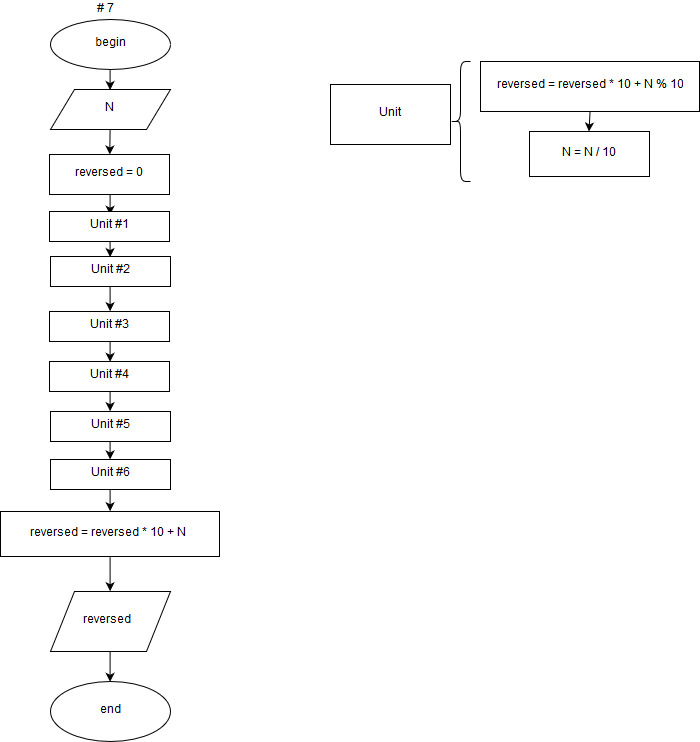 # 7
begin
N
reversed = 0
Unit #1
Unit #2
Unit #3
Unit #4
Unit #5
Unit #6
reversed = reversed * 10 + N
reversed
end
Unit
reversed = reversed * 10 + N % 10
N = N / 10